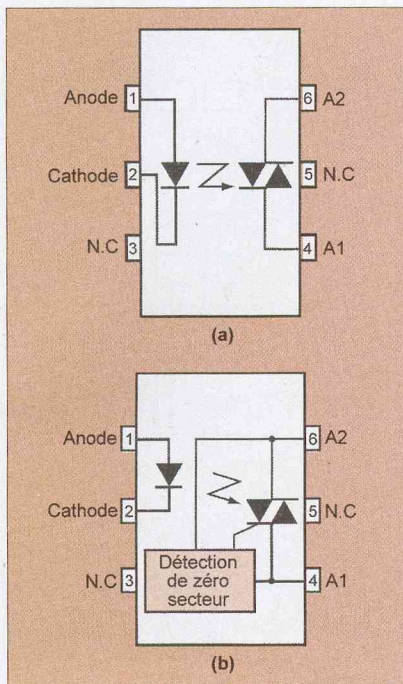 Anode 1 6 A2
Cathode 2 5 N.C
N.C 3 4 A1
(a)
Anode 1 6 A2
Cathode 2 5 N.C
N.C 3 Détection
de zéro
secteur 4 A1
(b)